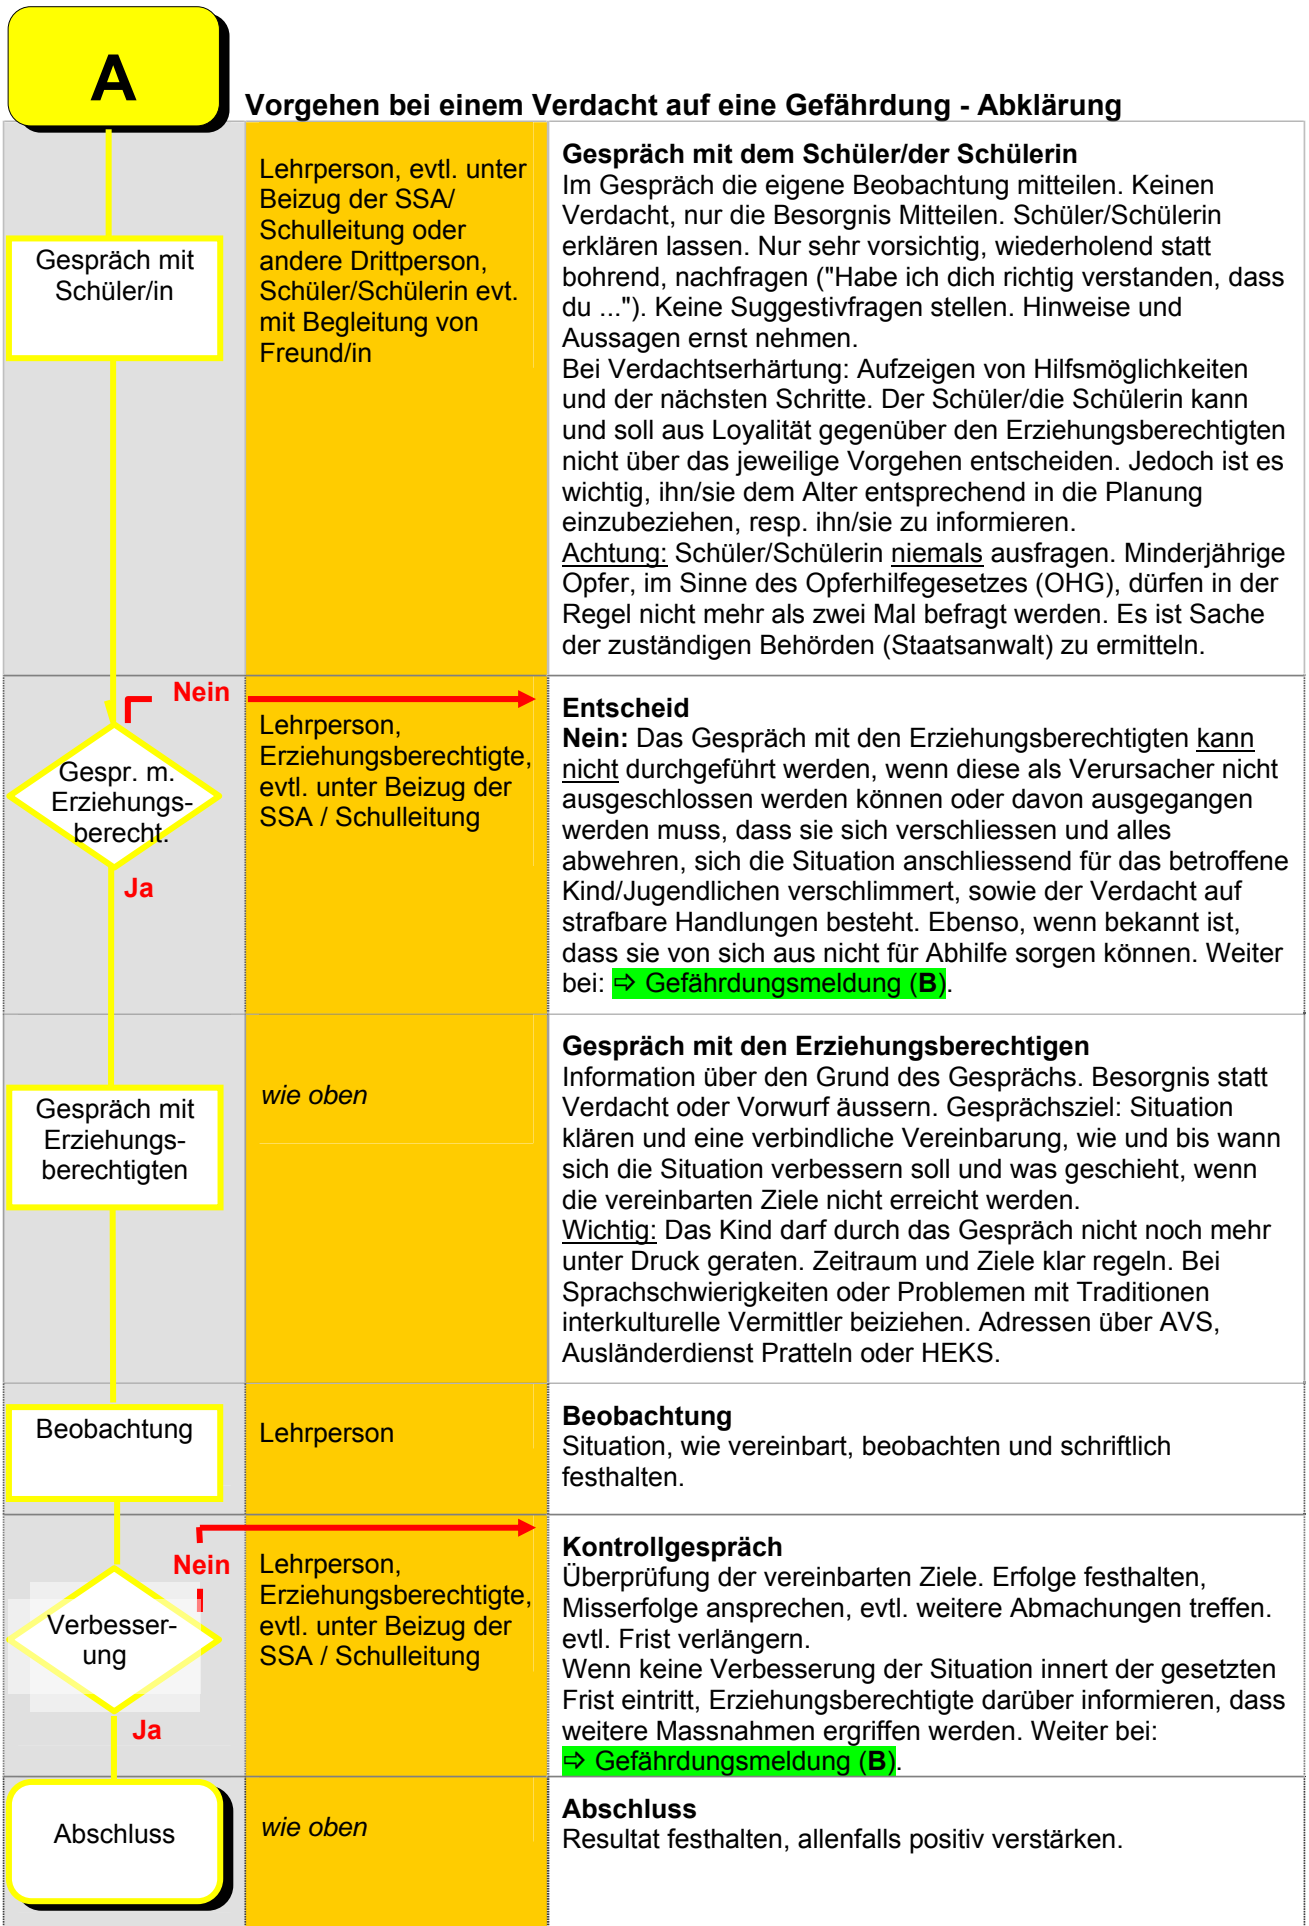 A
Vorgehen bei einem Verdacht auf eine Gefährdung - Abklärung
Gespräch mit
Schüler/in
Lehrperson, evtl. unter
Beizug der SSA/
Schulleitung oder
andere Drittperson,
Schüler/Schülerin evt.
mit Begleitung von
Freund/in
Gespräch mit dem Schüler/der Schülerin
Im Gespräch die eigene Beobachtung mitteilen. Keinen
Verdacht, nur die Besorgnis Mitteilen. Schüler/Schülerin
erklären lassen. Nur sehr vorsichtig, wiederholend statt
bohrend, nachfragen ("Habe ich dich richtig verstanden, dass
du ..."). Keine Suggestivfragen stellen. Hinweise und
Aussagen ernst nehmen.
Bei Verdachtserhärtung: Aufzeigen von Hilfsmöglichkeiten
und der nächsten Schritte. Der Schüler/die Schülerin kann
und soll aus Loyalität gegenüber den Erziehungsberechtigten
nicht über das jeweilige Vorgehen entscheiden. Jedoch ist es
wichtig, ihn/sie dem Alter entsprechend in die Planung
einzubeziehen, resp. ihn/sie zu informieren.
Achtung: Schüler/Schülerin niemals ausfragen. Minderjährige
Opfer, im Sinne des Opferhilfegesetzes (OHG), dürfen in der
Regel nicht mehr als zwei Mal befragt werden. Es ist Sache
der zuständigen Behörden (Staatsanwalt) zu ermitteln.
Nein
Gespr. m.
Erziehungs-
berecht.
Ja
Lehrperson,
Erziehungsberechtigte,
evtl. unter Beizug der
SSA / Schulleitung
Entscheid
Nein: Das Gespräch mit den Erziehungsberechtigten kann
nicht durchgeführt werden, wenn diese als Verursacher nicht
ausgeschlossen werden können oder davon ausgegangen
werden muss, dass sie sich verschliessen und alles
abwehren, sich die Situation anschliessend für das betroffene
Kind/Jugendlichen verschlimmert, sowie der Verdacht auf
strafbare Handlungen besteht. Ebenso, wenn bekannt ist,
dass sie von sich aus nicht für Abhilfe sorgen können. Weiter
bei: ⇨ Gefährdungsmeldung (B).
Gespräch mit
Erziehungs-
berechtigten
wie oben
Gespräch mit den Erziehungsberechtigen
Information über den Grund des Gesprächs. Besorgnis statt
Verdacht oder Vorwurf äussern. Gesprächsziel: Situation
klären und eine verbindliche Vereinbarung, wie und bis wann
sich die Situation verbessern soll und was geschieht, wenn
die vereinbarten Ziele nicht erreicht werden.
Wichtig: Das Kind darf durch das Gespräch nicht noch mehr
unter Druck geraten. Zeitraum und Ziele klar regeln. Bei
Sprachschwierigkeiten oder Problemen mit Traditionen
interkulturelle Vermittler beiziehen. Adressen über AVS,
Ausländerdienst Pratteln oder HEKS.
Beobachtung
Lehrperson
Beobachtung
Situation, wie vereinbart, beobachten und schriftlich
festhalten.
Nein
Verbesser-
ung
Ja
Lehrperson,
Erziehungsberechtigte,
evtl. unter Beizug der
SSA / Schulleitung
Kontrollgespräch
Überprüfung der vereinbarten Ziele. Erfolge festhalten,
Misserfolge ansprechen, evtl. weitere Abmachungen treffen.
evtl. Frist verlängern.
Wenn keine Verbesserung der Situation innert der gesetzten
Frist eintritt, Erziehungsberechtigte darüber informieren, dass
weitere Massnahmen ergriffen werden. Weiter bei:
⇨ Gefährdungsmeldung (B).
Abschluss
wie oben
Abschluss
Resultat festhalten, allenfalls positiv verstärken.